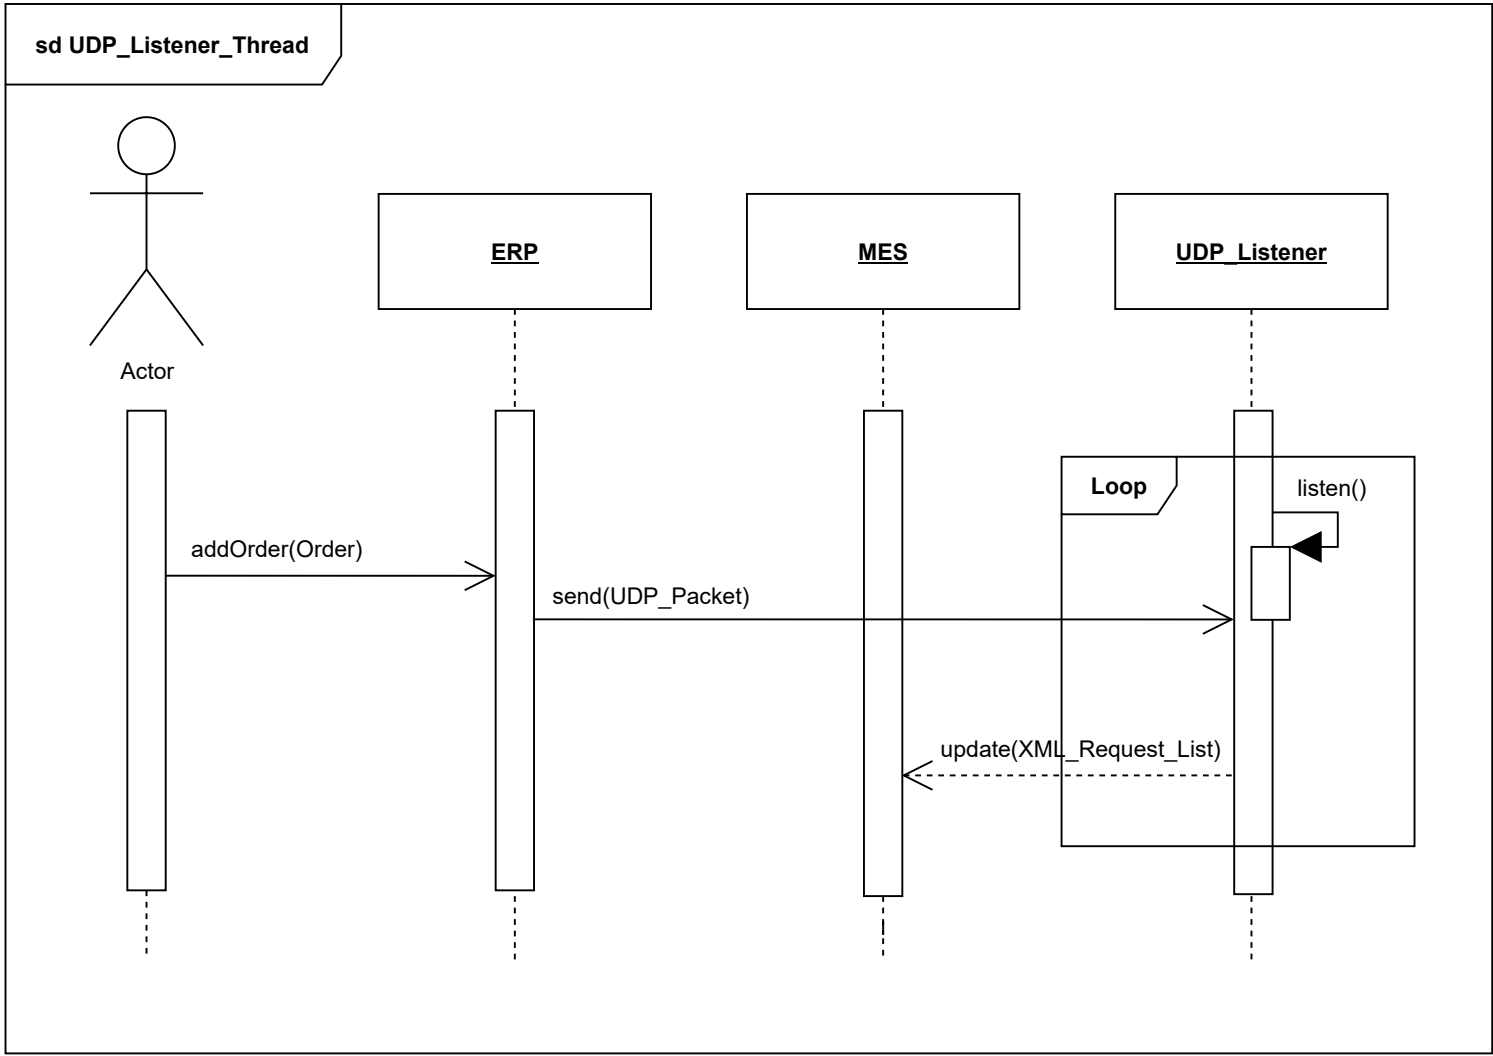 sd UDP_Listener_Thread
ERP
MES
UDP_Listener
Actor
Loop
listen()
addOrder(Order)
send(UDP_Packet)
update(XML_Request_List)